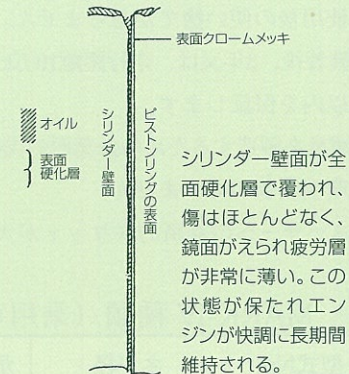 表面クロームメッキ
オイル
表面
硬化層
シリンダー壁面
ピストンリングの表面
シリンダー壁面が全
面硬化層で覆われ、
傷はほとんどなく、
鏡面がえられ疲労層
が非常に薄い。この
状態が保たれエン
ジンが快調に長期間
維持される。